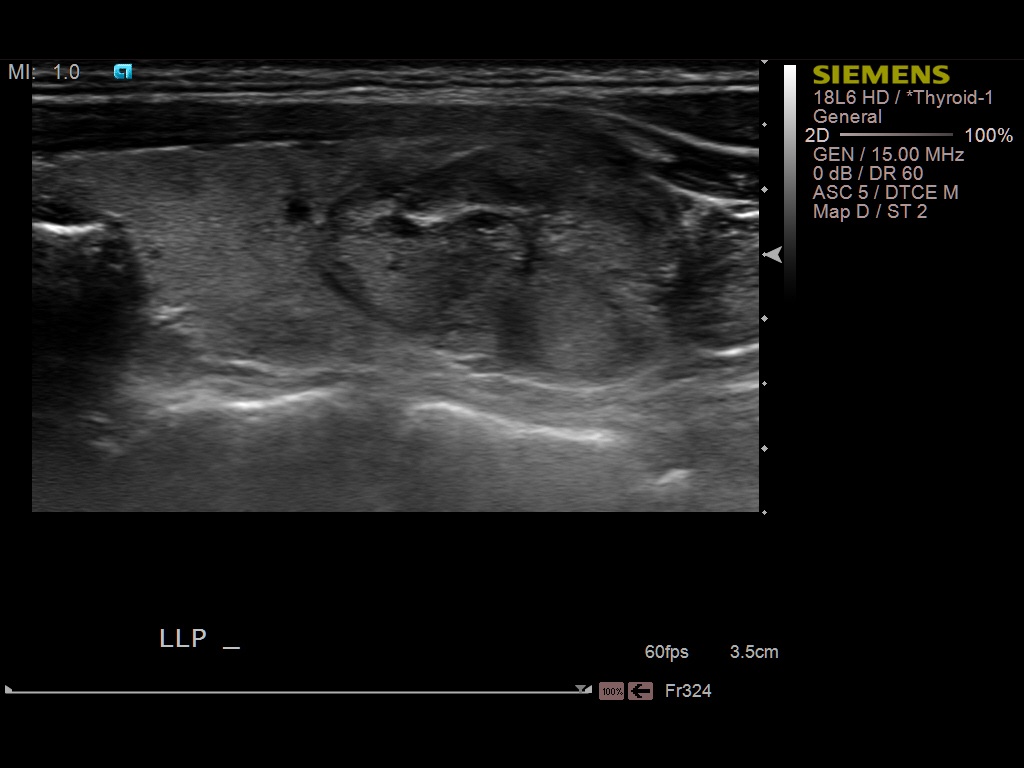 MI: 1.0
SIEMENS
18L6 HD / *Thyroid-1
General
2D 100%
GEN / 15.00 MHz
0 dB / DR 60
ASC 5 / DTCE M
Map D / ST 2
LLP _
60fps 3.5cm
100% Fr324